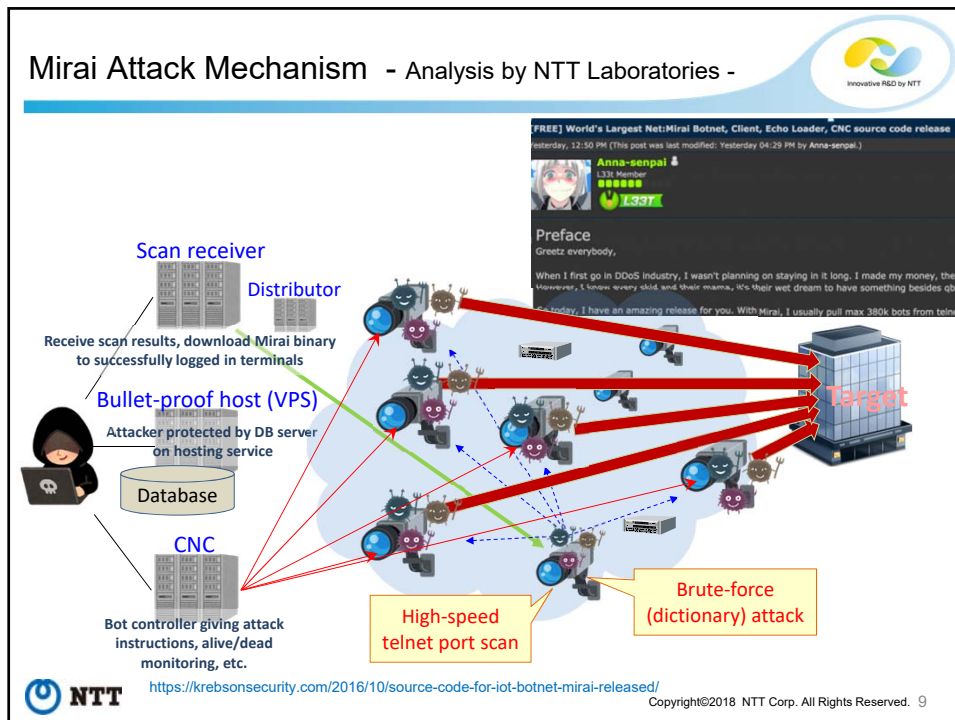 Mirai Attack Mechanism - Analysis by NTT Laboratories -
Innovative R&D by NTT
[FREE] World's Largest Net:Mirai Botnet, Client, Echo Loader, CNC source code release
Yesterday, 12:50 PM (This post was last modified: Yesterday 04:29 PM by Anna-senpai.)
Anna-senpai
L33t Member
L33T
Preface
Greetz everybody,
When I first go in DDoS industry, I wasn't planning on staying in it long. I made my money, the
However, I know every skid and their mama, it's their wet dream to have something besides qb
So today, I have an amazing release for you. With Mirai, I usually pull max 380k bots from telne
Scan receiver
Distributor
Receive scan results, download Mirai binary
to successfully logged in terminals
Bullet-proof host (VPS)
Attacker protected by DB server
on hosting service
Database
Target
CNC
Bot controller giving attack
instructions, alive/dead
monitoring, etc.
High-speed
telnet port scan
Brute-force
(dictionary) attack
NTT
https://krebsonsecurity.com/2016/10/source-code-for-iot-botnet-mirai-released/
Copyright©2018 NTT Corp. All Rights Reserved. 9